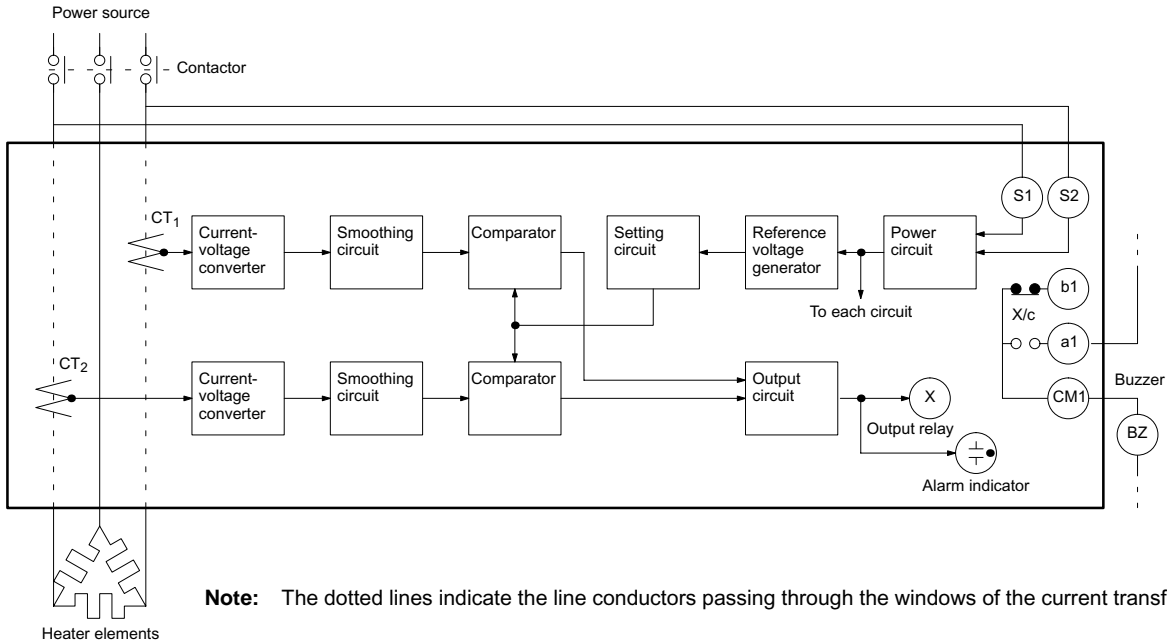 Power source
Contactor
S1 S2
CT1
Current-
voltage
converter
Smoothing
circuit
Comparator
Setting
circuit
Reference
voltage
generator
Power
circuit
To each circuit
b1
X/c
a1
CT2
Current-
voltage
converter
Smoothing
circuit
Comparator
Output
circuit
X
Output relay
CM1
Buzzer
BZ
Alarm indicator
Note: The dotted lines indicate the line conductors passing through the windows of the current transf
Heater elements